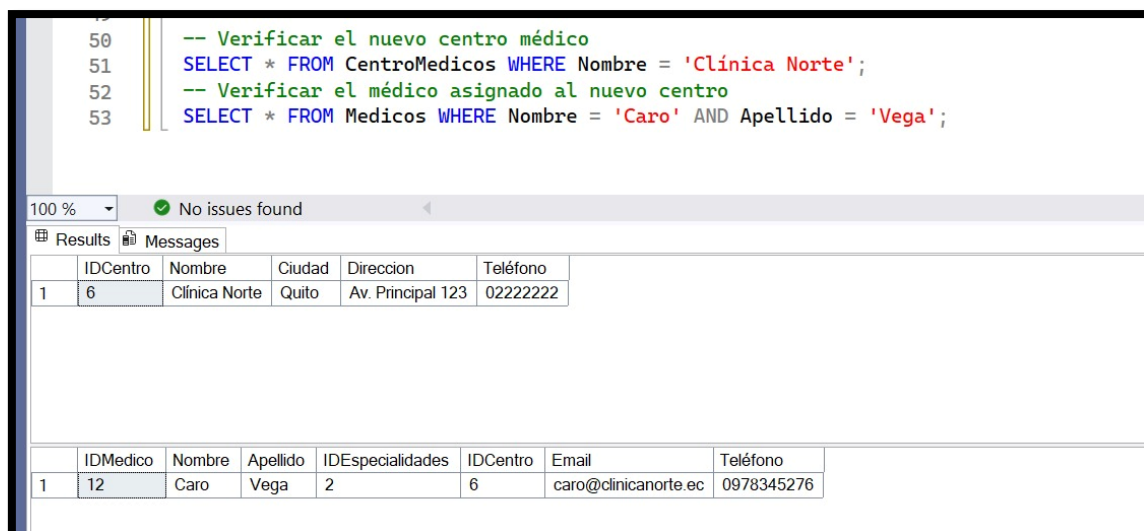 50 -- Verificar el nuevo centro médico
51 SELECT * FROM CentroMedicos WHERE Nombre = 'Clínica Norte';
52 -- Verificar el médico asignado al nuevo centro
53 SELECT * FROM Medicos WHERE Nombre = 'Caro' AND Apellido = 'Vega';
100 % No issues found
Results Messages
IDCentro Nombre Ciudad Direccion Teléfono
1 6 Clínica Norte Quito Av. Principal 123 02222222
IDMedico Nombre Apellido IDEspecialidades IDCentro Email Teléfono
1 12 Caro Vega 2 6 caro@clinicanorte.ec 0978345276